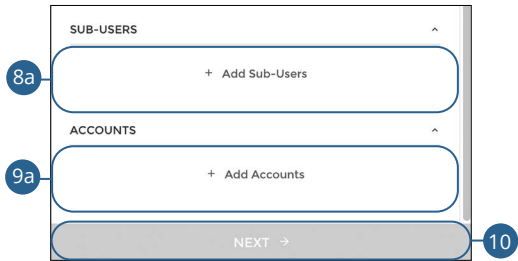 SUB-USERS
8a
+ Add Sub-Users
ACCOUNTS
9a
+ Add Accounts
NEXT →
10